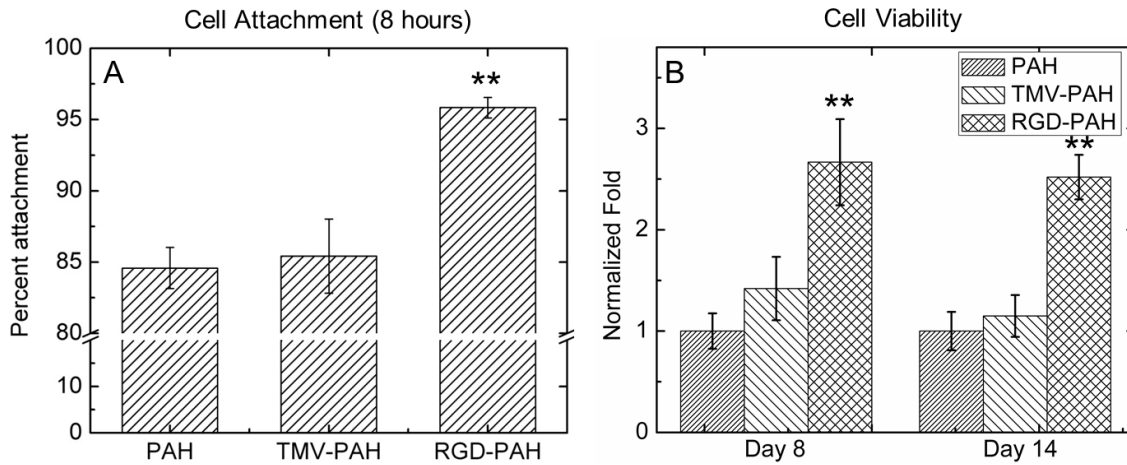 Cell Attachment (8 hours)
A
**
Percent attachment
100
95
90
85
80
10
0
PAH
TMV-PAH
RGD-PAH
Cell Viability
B
PAH
TMV-PAH
RGD-PAH
**
**
Normalized Fold
3
2
1
0
Day 8
Day 14